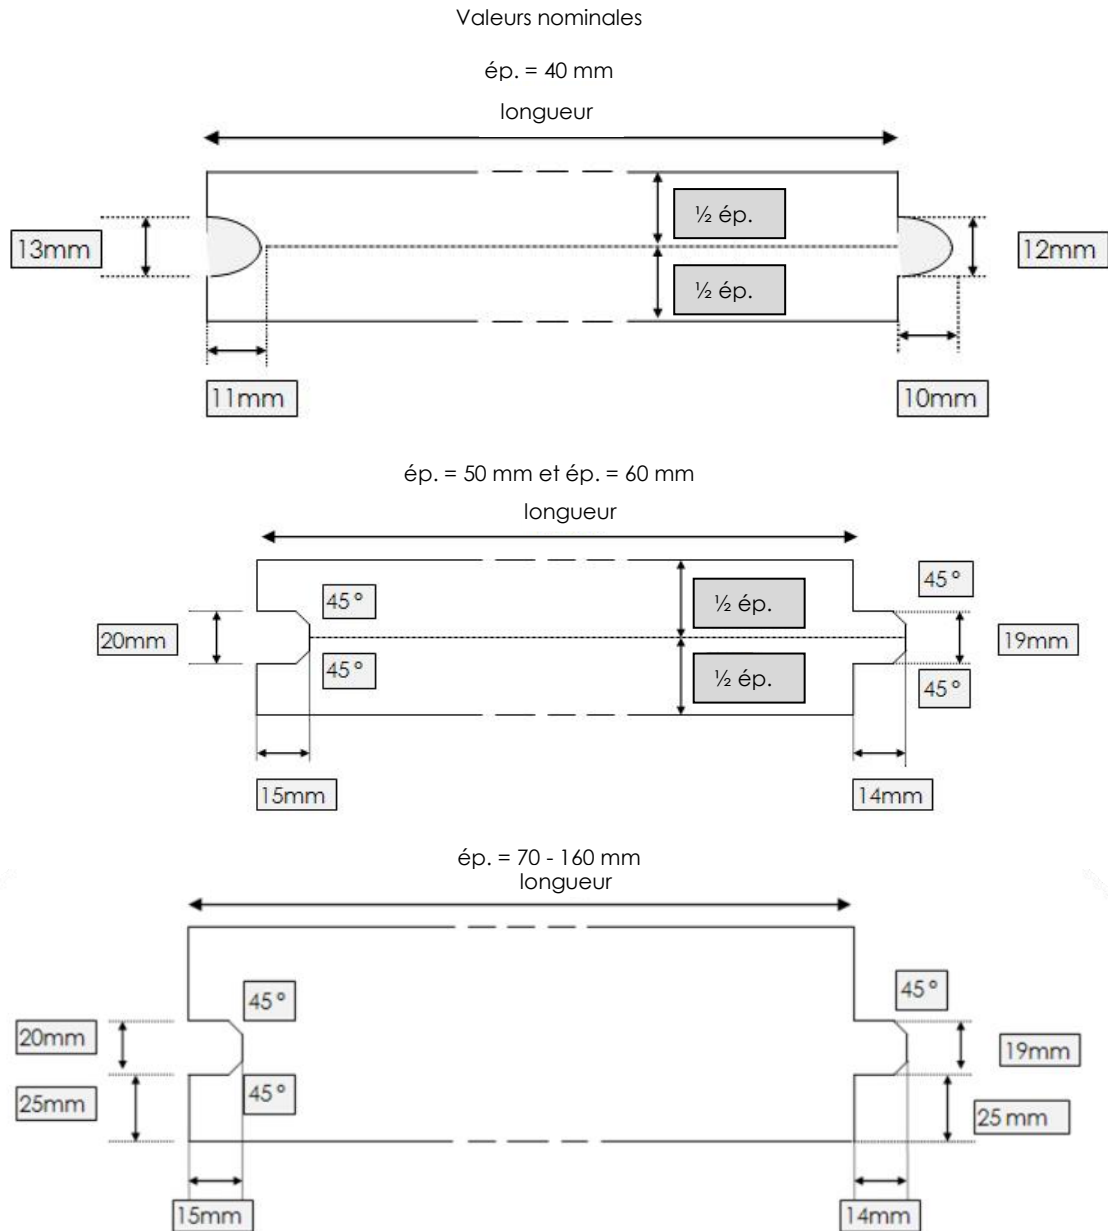 Valeurs nominales
ép. = 40 mm
longueur
½ ép.
13mm
12mm
½ ép.
11mm
10mm
ép. = 50 mm et ép. = 60 mm
longueur
45°
45°
½ ép.
20mm
19mm
45°
½ ép.
45°
15mm
14mm
ép. = 70 - 160 mm
longueur
45°
45°
20mm
19mm
25mm
45°
25 mm
15mm
14mm